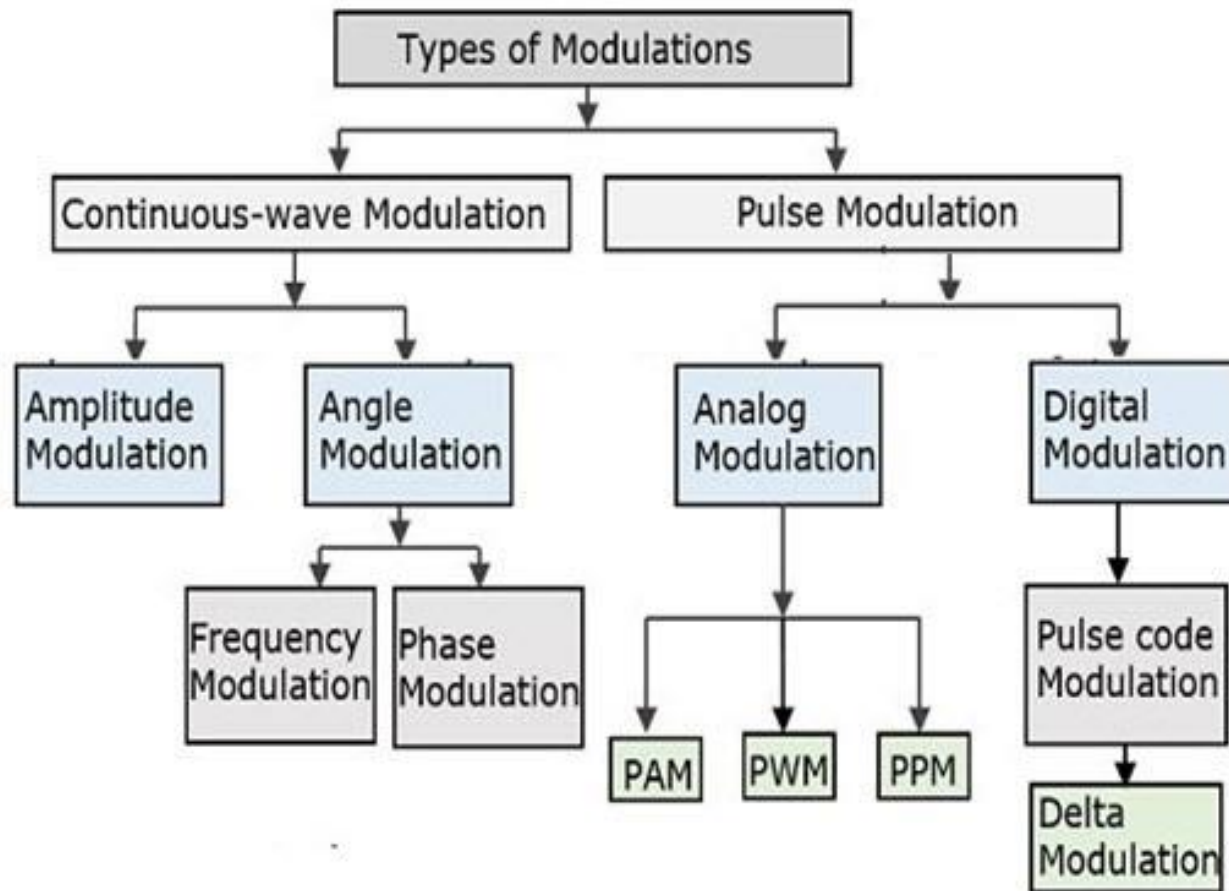 Types of Modulations
Continuous-wave Modulation
Pulse Modulation
Amplitude
Modulation
Angle
Modulation
Analog
Modulation
Digital
Modulation
Frequency
Modulation
Phase
Modulation
Pulse code
Modulation
PAM
PWM
PPM
Delta
Modulation